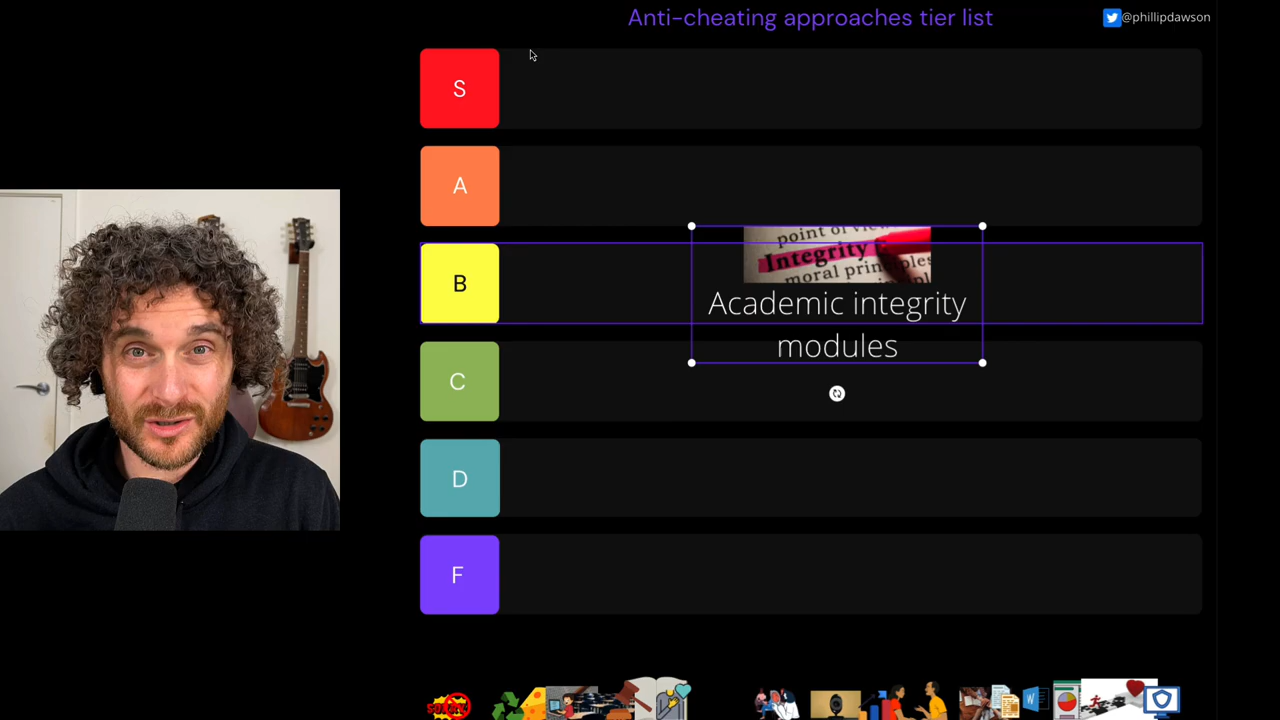 Anti-cheating approaches tier list
@phillipdawson
S
A
B
point of view
Integrity
moral principles
Academic integrity
modules
C
D
F